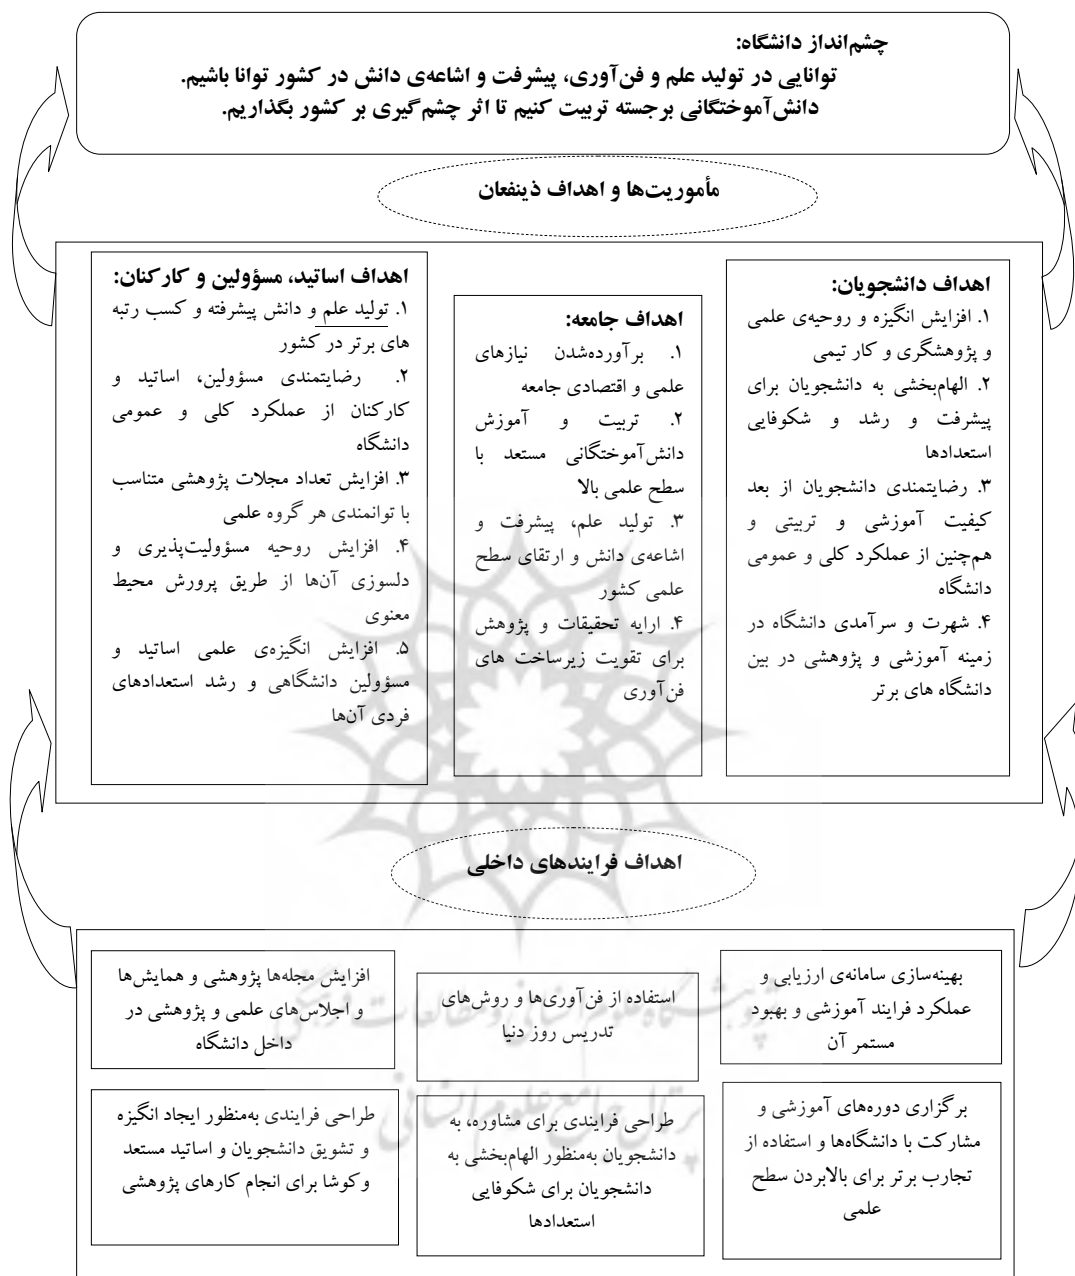 چشم‌انداز دانشگاه:
توانایی در تولید علم و فن‌آوری، پیشرفت و اشاعه‌ی دانش در کشور توانا باشیم.
دانش‌آموختگانی برجسته تربیت کنیم تا اثر چشم‌گیری بر کشور بگذاریم.
مأموریت‌ها و اهداف ذینفعان
اهداف دانشجویان:
۱. افزایش انگیزه و روحیه‌ی علمی
و پژوهشگری و کار تیمی
۲. الهام‌بخشی به دانشجویان برای
پیشرفت و رشد و شکوفایی
استعدادها
۳. رضایتمندی دانشجویان از بعد
کیفیت آموزشی و تربیتی و
هم‌چنین از عملکرد کلی و عمومی
دانشگاه
۴. شهرت و سرآمدی دانشگاه در
زمینه آموزشی و پژوهشی در بین
دانشگاه های برتر
اهداف جامعه:
۱. برآورده‌شدن نیازهای
علمی و اقتصادی جامعه
۲. تربیت و آموزش
دانش‌آموختگانی مستعد با
سطح علمی بالا
۳. تولید علم، پیشرفت و
اشاعه‌ی دانش و ارتقای سطح
علمی کشور
۴. ارایه تحقیقات و پژوهش
برای تقویت زیرساخت های
فن‌آوری
اهداف اساتید، مسؤولین و کارکنان:
۱. تولید علم و دانش پیشرفته و کسب رتبه
های برتر در کشور
۲. رضایتمندی مسؤولین، اساتید و
کارکنان از عملکرد کلی و عمومی
دانشگاه
۳. افزایش تعداد مجلات پژوهشی متناسب
با توانمندی هر گروه علمی
۴. افزایش روحیه مسؤولیت‌پذیری و
دلسوزی آن‌ها از طریق پرورش محیط
معنوی
۵. افزایش انگیزه‌ی علمی اساتید و
مسؤولین دانشگاهی و رشد استعدادهای
فردی آن‌ها
اهداف فرایندهای داخلی
بهینه‌سازی سامانه‌ی ارزیابی و
عملکرد فرایند آموزشی و بهبود
مستمر آن
استفاده از فن‌آوری‌ها و روش‌های
تدریس روز دنیا
افزایش مجله‌ها پژوهشی و همایش‌ها
و اجلاس‌های علمی و پژوهشی در
داخل دانشگاه
برگزاری دوره‌های آموزشی و
مشارکت با دانشگاه‌ها و استفاده از
تجارب برتر برای بالابردن سطح
علمی
طراحی فرایندی برای مشاوره، به
دانشجویان به‌منظور الهام‌بخشی به
دانشجویان برای شکوفایی
استعدادها
طراحی فرایندی به‌منظور ایجاد انگیزه
و تشویق دانشجویان و اساتید مستعد
وکوشا برای انجام کارهای پژوهشی
پژوهشگاه علوم انسانی و مطالعات فرهنگی
پرتال جامع علوم انسانی